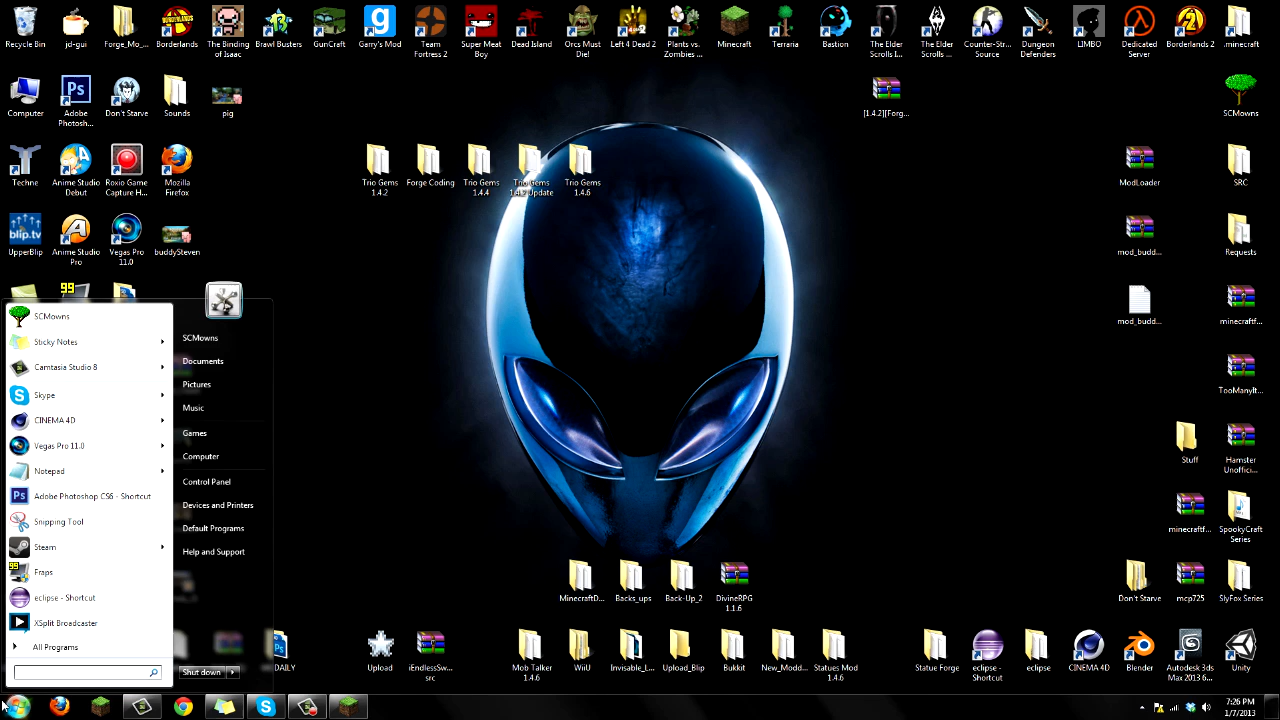 Recycle Bin
jd-gui
Forge_Mo...
Borderlands
The Binding
of Isaac
Brawl Busters
GunCraft
Garry's Mod
Team
Fortress 2
Super Meat
Boy
Dead Island
Orcs Must
Die!
Left 4 Dead 2
Plants vs.
Zombies ...
Minecraft
Terraria
Bastion
The Elder
Scrolls I...
The Elder
Scrolls ...
Counter-Str...
Source
Dungeon
Defenders
LIMBO
Dedicated
Server
Borderlands 2
.minecraft
Computer
Adobe
Photosh...
Don't Starve
Sounds
pig
[1.4.2][Forg...
SCMowns
Techne
Anime Studio
Debut
Roxio Game
Capture H...
Mozilla
Firefox
Trio Gems
1.4.2
Forge Coding
Trio Gems
1.4.4
Trio Gems
1.4.2 Update
Trio Gems
1.4.6
ModLoader
SRC
blip.tv
UpperBlip
Anime Studio
Pro
Vegas Pro
11.0
buddySteven
mod_budd...
Requests
99
mod_budd...
minecraftf...
TooManyIt...
Stuff
Hamster
Unoffici...
minecraftf...
SpookyCraft
Series
SCMowns
Sticky Notes
Camtasia Studio 8
Skype
CINEMA 4D
Vegas Pro 11.0
Notepad
Adobe Photoshop CS6 - Shortcut
Snipping Tool
Steam
99
Fraps
eclipse - Shortcut
XSplit Broadcaster
All Programs
SCMowns
Documents
Pictures
Music
Games
Computer
Control Panel
Devices and Printers
Default Programs
Help and Support
Shut down
MinecraftD...
Backs_ups
Back-Up_2
DivineRPG
1.1.6
Don't Starve
mcp725
SlyFox Series
DAILY
Upload
iEndlessSw...
src
Mob Talker
1.4.6
WiiU
Invisable_L...
Upload_Blip
Bukkit
New_Modd...
Statues Mod
1.4.6
Statue Forge
eclipse -
Shortcut
eclipse
CINEMA 4D
Blender
Autodesk 3ds
Max 2013 6...
Unity
7:26 PM
1/7/2013